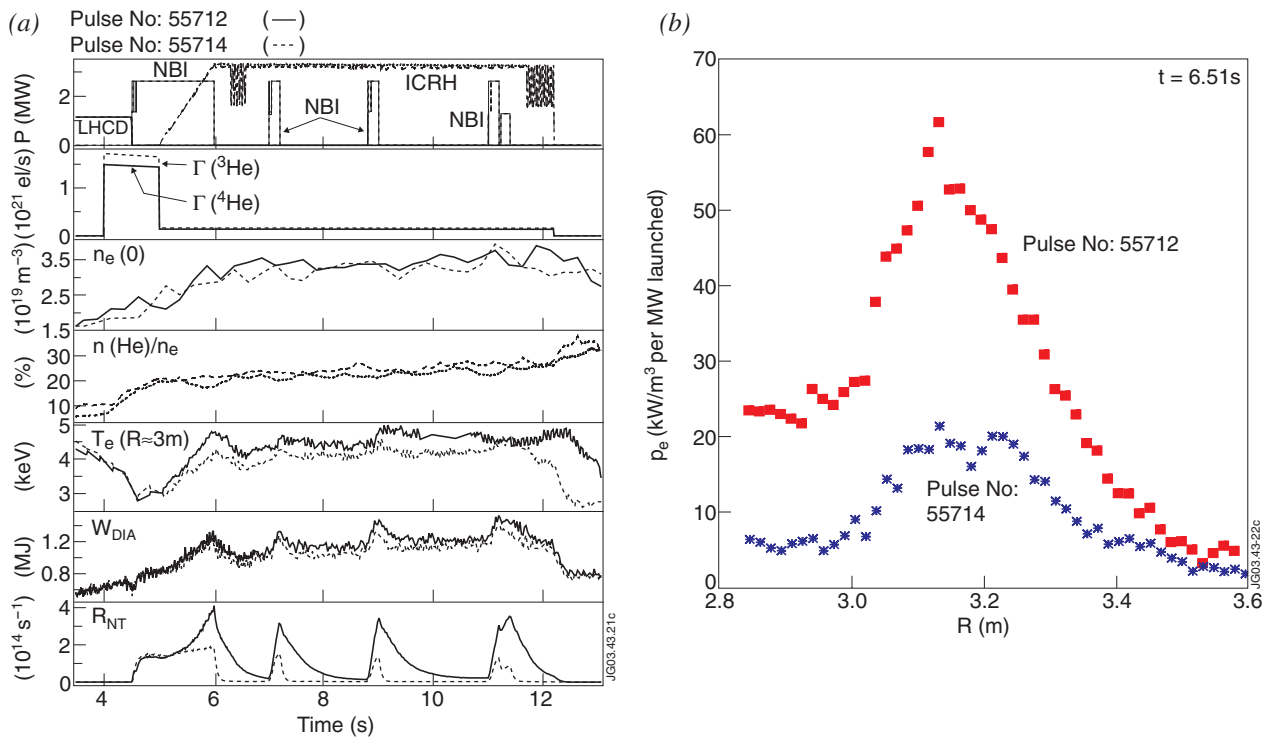 (a)
Pulse No: 55712 (—)
Pulse No: 55714 (----)
P (MW)
2
0
NBI
ICRH
LHCD
NBI
NBI
(10²¹ el/s)
1
0
Γ (³He)
Γ (⁴He)
(10¹⁹ m⁻³)
3.5
2.5
1.5
nₑ (0)
(%)
30
20
10
n (He)/nₑ
(keV)
5
4
3
Tₑ (R≈3m)
(MJ)
1.2
0.8
W_DIA
(10¹⁴ s⁻¹)
4
2
0
R_NT
4 6 8 10 12
Time (s)
JG03.43.21c
(b)
t = 6.51s
pₑ (kW/m³ per MW launched)
70
60
50
40
30
20
10
0
Pulse No: 55712
Pulse No:
55714
2.8 3.0 3.2 3.4 3.6
R (m)
JG03.43-22c